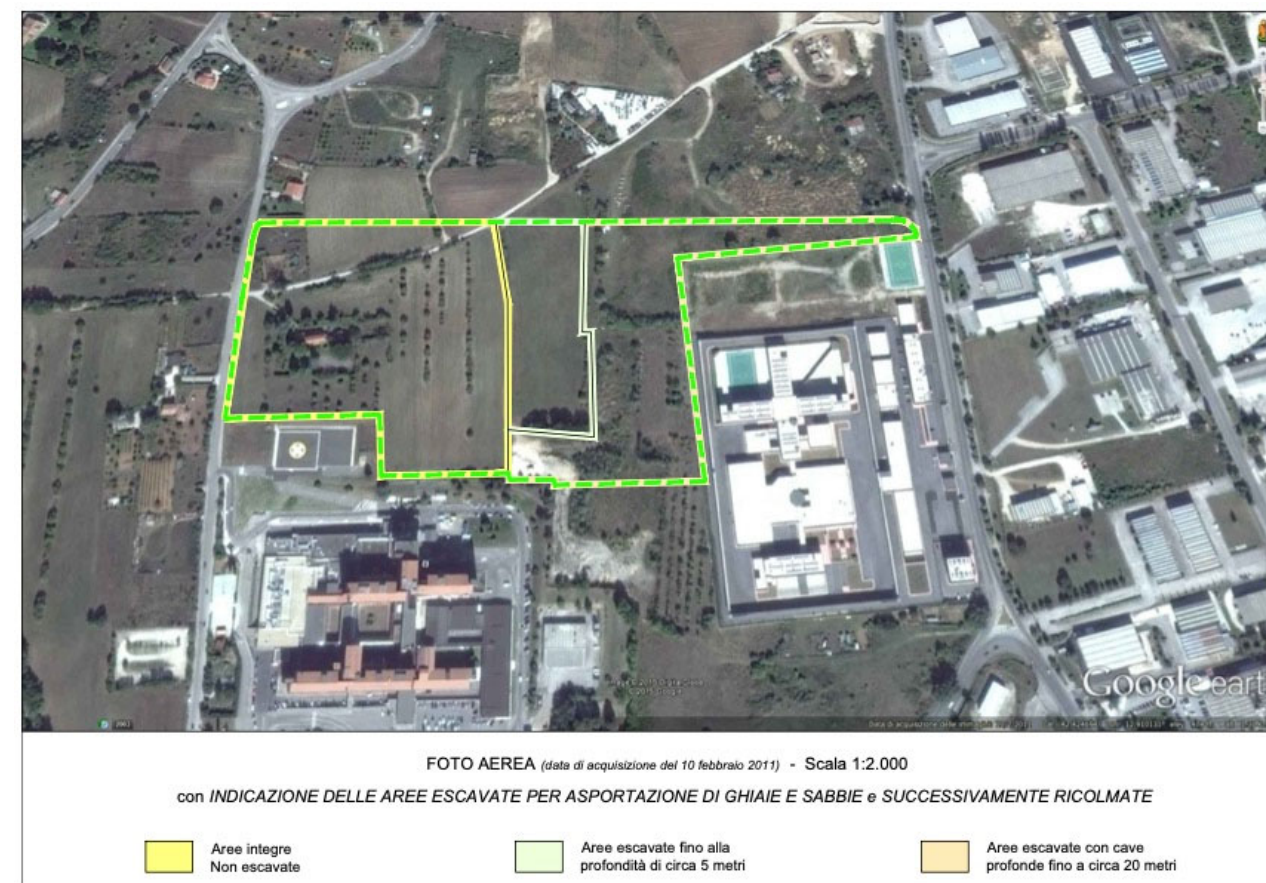 Google eart
FOTO AEREA (data di acquisizione del 10 febbraio 2011) - Scala 1:2.000
con INDICAZIONE DELLE AREE ESCAVATE PER ASPORTAZIONE DI GHIAIE E SABBIE e SUCCESSIVAMENTE RICOLMATE
Aree integre
Non escavate
Aree escavate fino alla
profondità di circa 5 metri
Aree escavate con cave
profonde fino a circa 20 metri